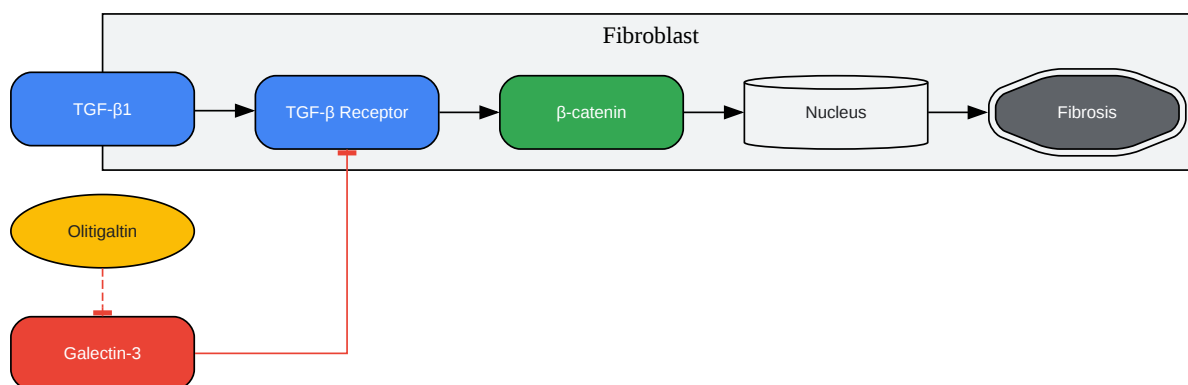 Fibroblast
TGF-β1
TGF-β Receptor
β-catenin
Nucleus
Fibrosis
Olitigaltin
Galectin-3